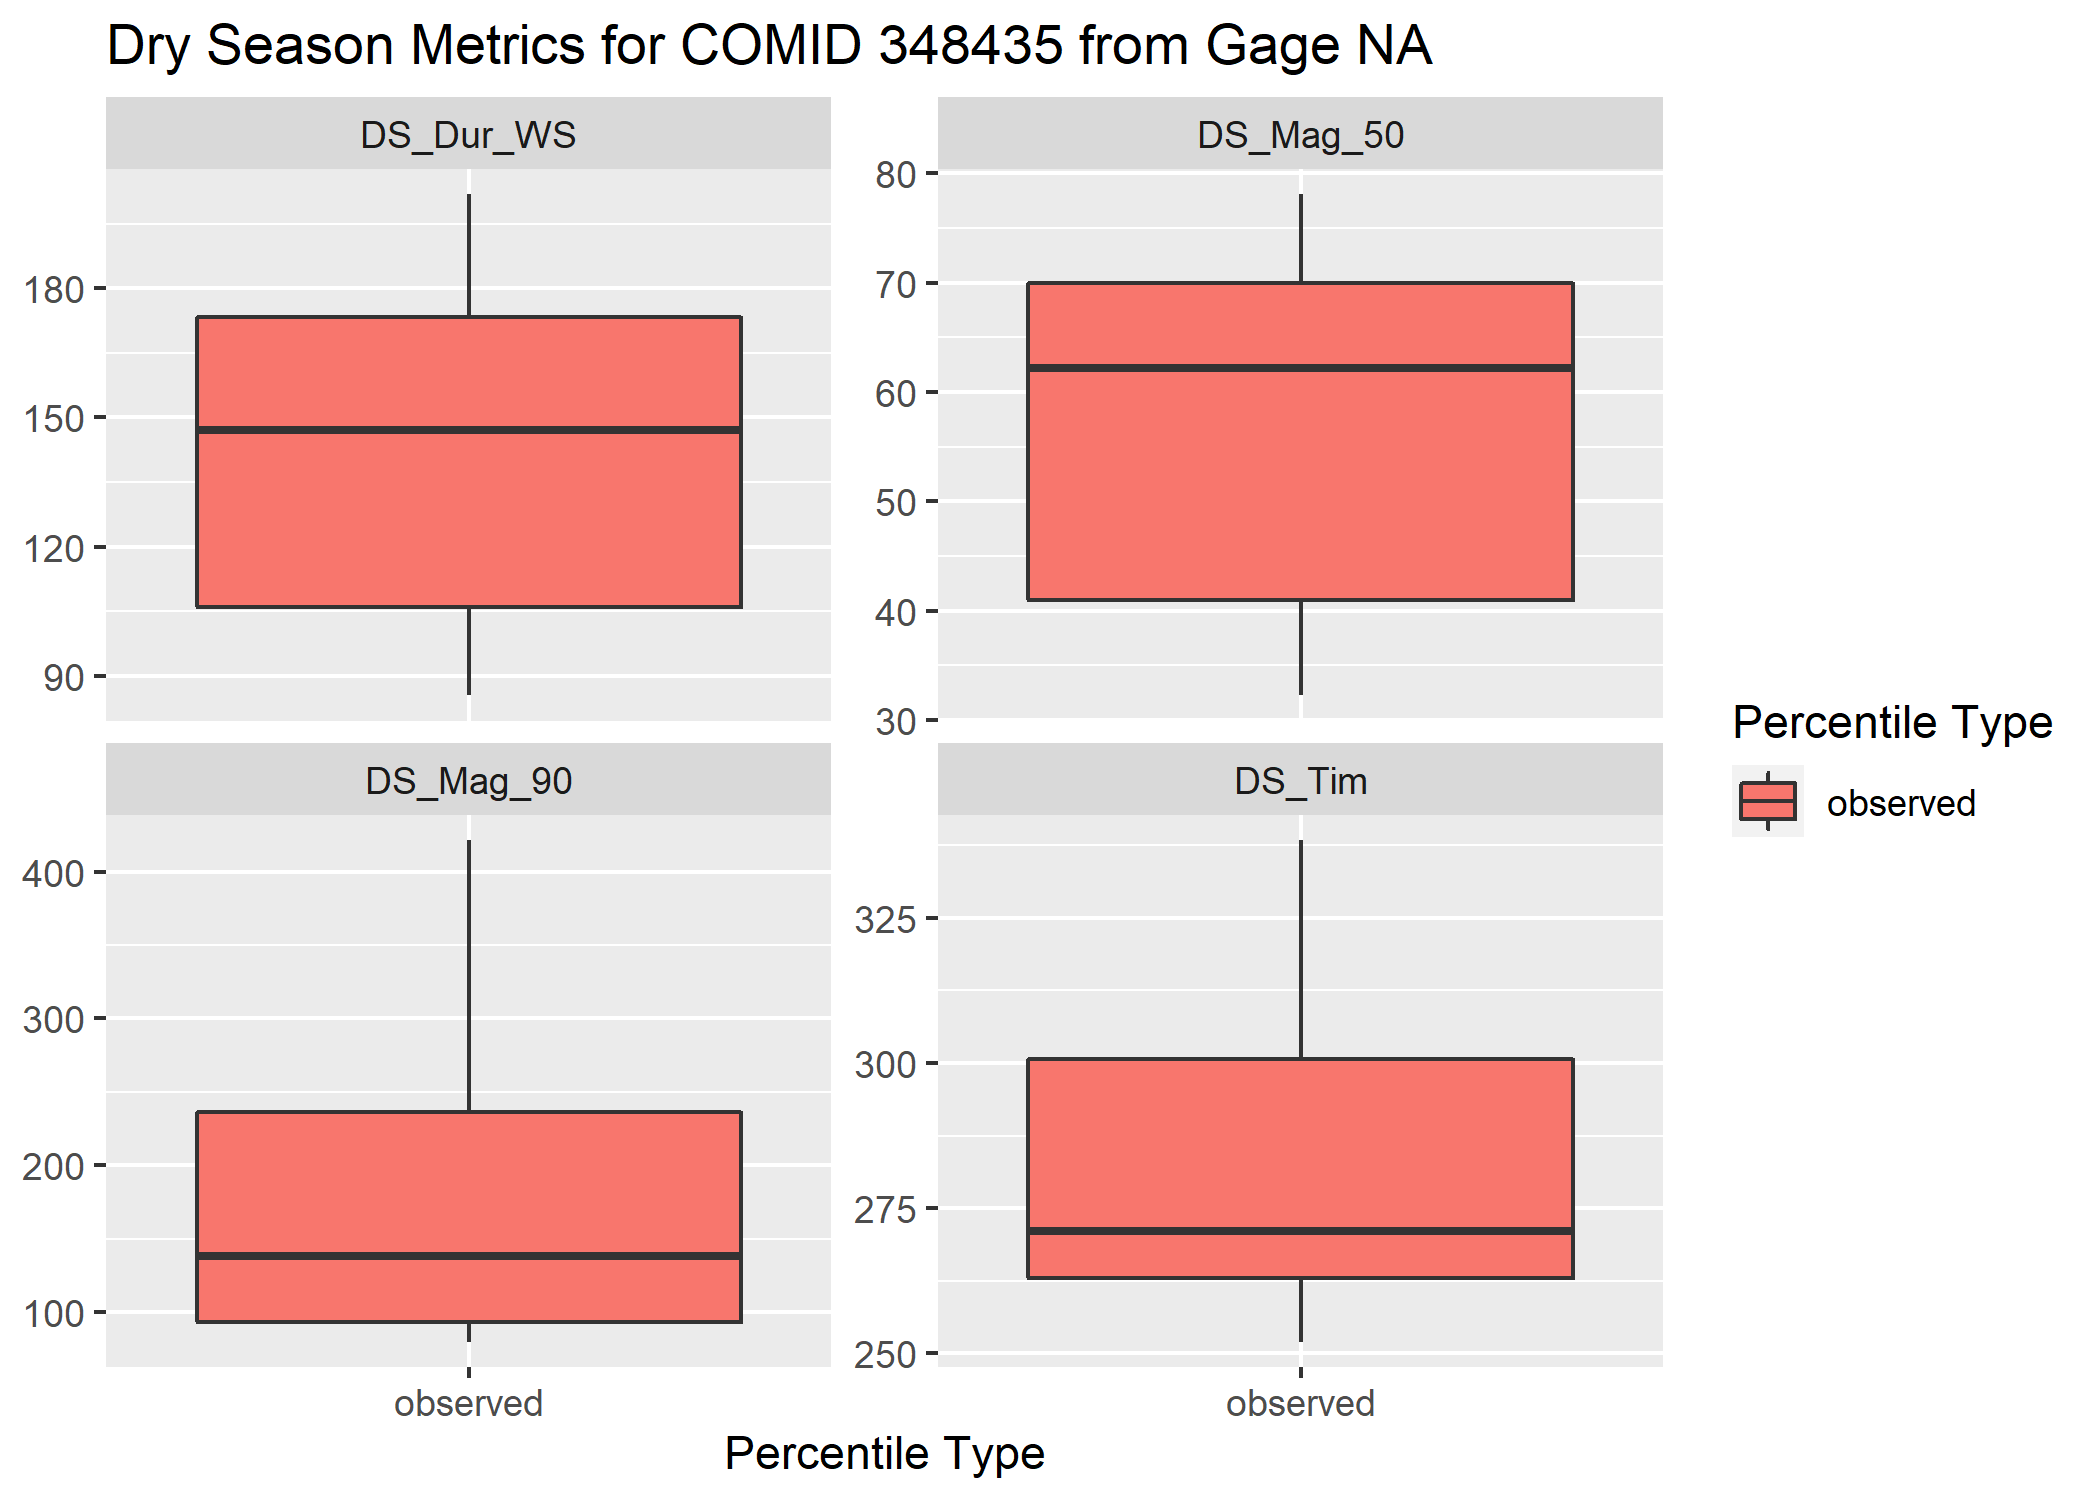 Dry Season Metrics for COMID 348435 from Gage NA
DS_Dur_WS
180
150
120
90
DS_Mag_50
80
70
60
50
40
30
DS_Mag_90
400
300
200
100
observed
DS_Tim
325
300
275
250
observed
Percentile Type
Percentile Type
observed